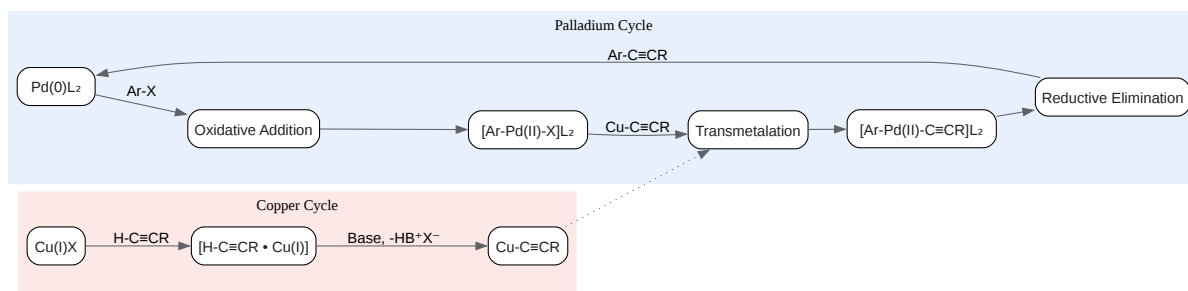 Palladium Cycle
Ar-C≡CR
Pd(0)L₂
Ar-X
Reductive Elimination
Oxidative Addition
[Ar-Pd(II)-X]L₂
Cu-C≡CR
Transmetalation
[Ar-Pd(II)-C≡CR]L₂
Copper Cycle
Cu(I)X
H-C≡CR
[H-C≡CR • Cu(I)]
Base, -HB⁺X⁻
Cu-C≡CR